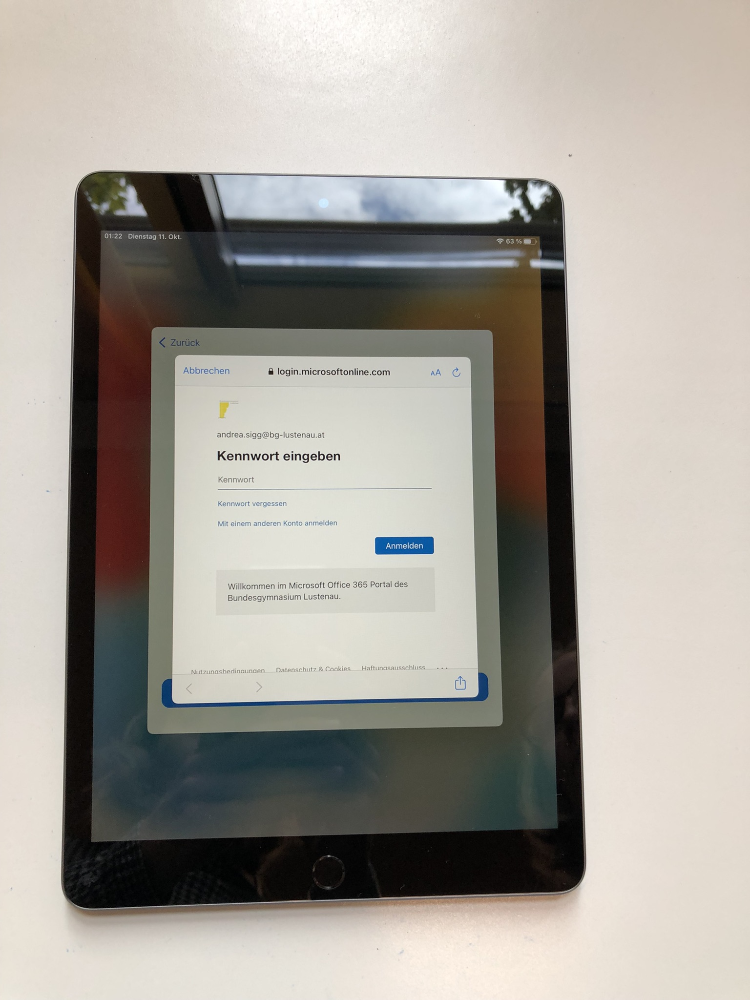 01:22 Dienstag 11. Okt.
63 %
Zurück
Abbrechen
login.microsoftonline.com
AA
andrea.sigg@bg-lustenau.at
Kennwort eingeben
Kennwort
Kennwort vergessen
Mit einem anderen Konto anmelden
Anmelden
Willkommen im Microsoft Office 365 Portal des
Bundesgymnasium Lustenau.
Nutzungsbedingungen Datenschutz & Cookies Haftungsausschluss ...